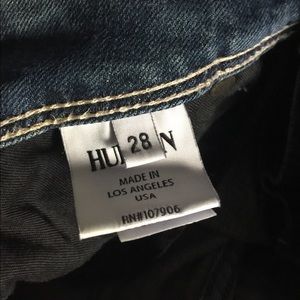 28
HU N
MADE IN
LOS ANGELES
USA
RN#107906